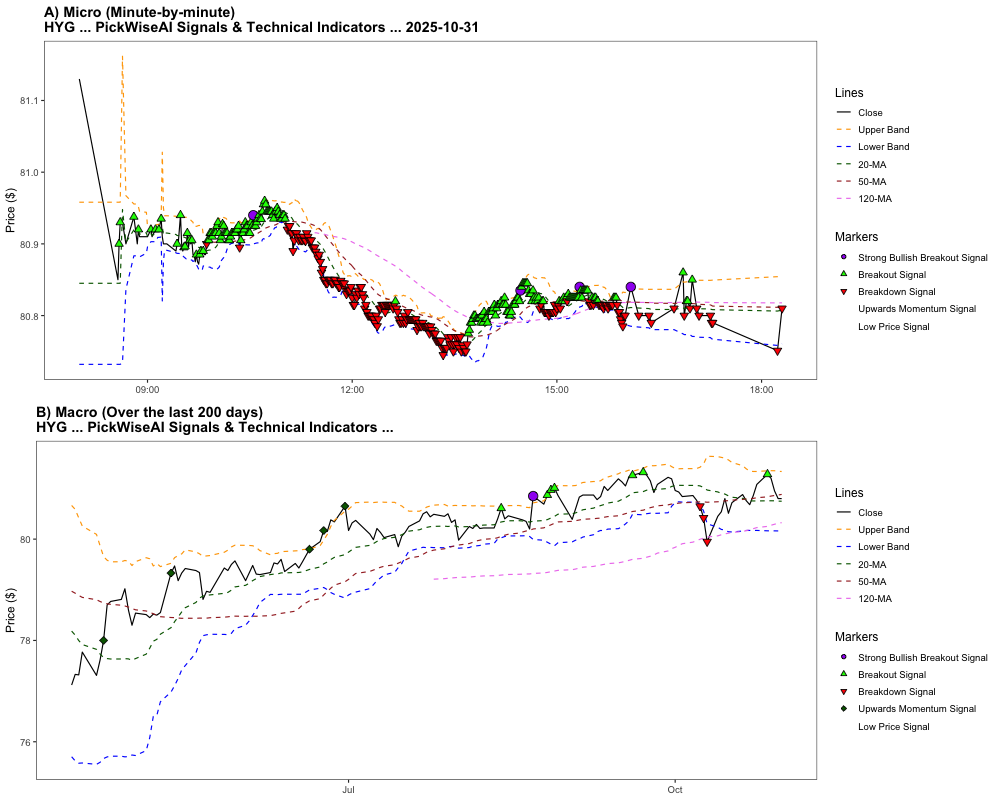 A) Micro (Minute-by-minute)
HYG ... PickWiseAI Signals & Technical Indicators ... 2025-10-31
Price ($)
81.1
81.0
80.9
80.8
09:00
12:00
15:00
18:00
Lines
Close
Upper Band
Lower Band
20-MA
50-MA
120-MA
Markers
Strong Bullish Breakout Signal
Breakout Signal
Breakdown Signal
Upwards Momentum Signal
Low Price Signal
B) Macro (Over the last 200 days)
HYG ... PickWiseAI Signals & Technical Indicators ...
Price ($)
80
78
76
Jul
Oct
Lines
Close
Upper Band
Lower Band
20-MA
50-MA
120-MA
Markers
Strong Bullish Breakout Signal
Breakout Signal
Breakdown Signal
Upwards Momentum Signal
Low Price Signal